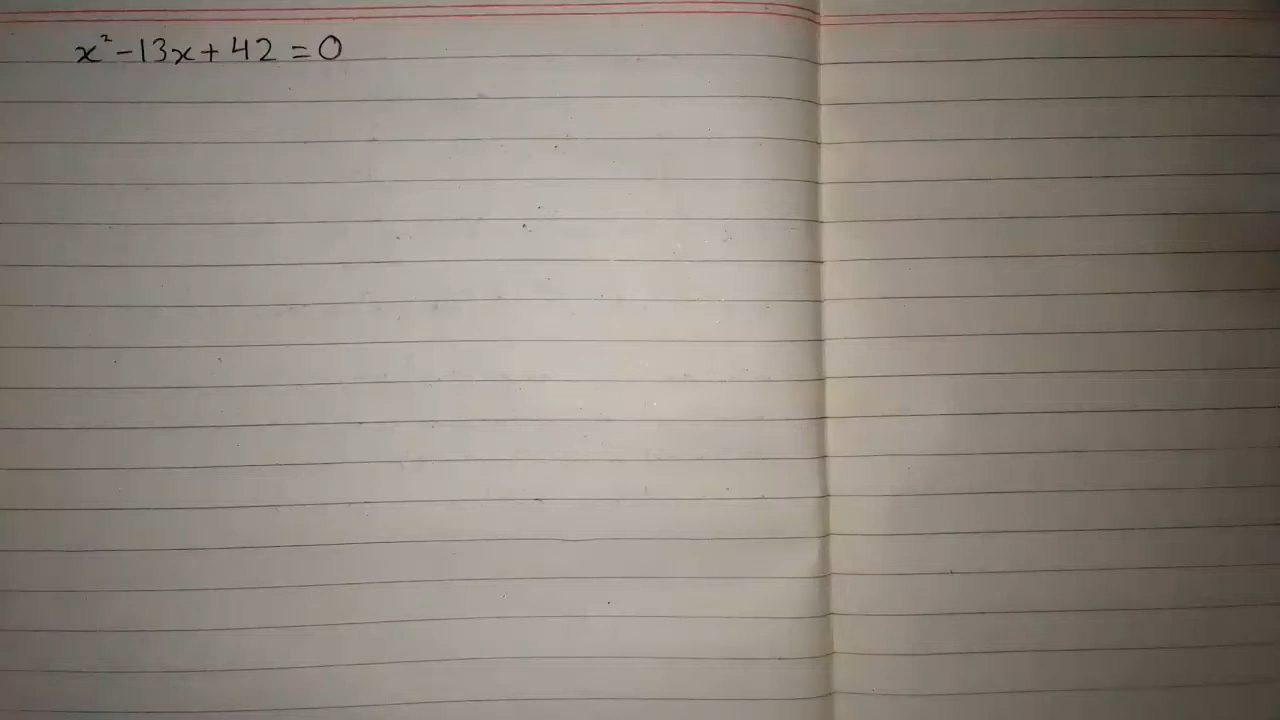 x² - 13x + 42 = 0